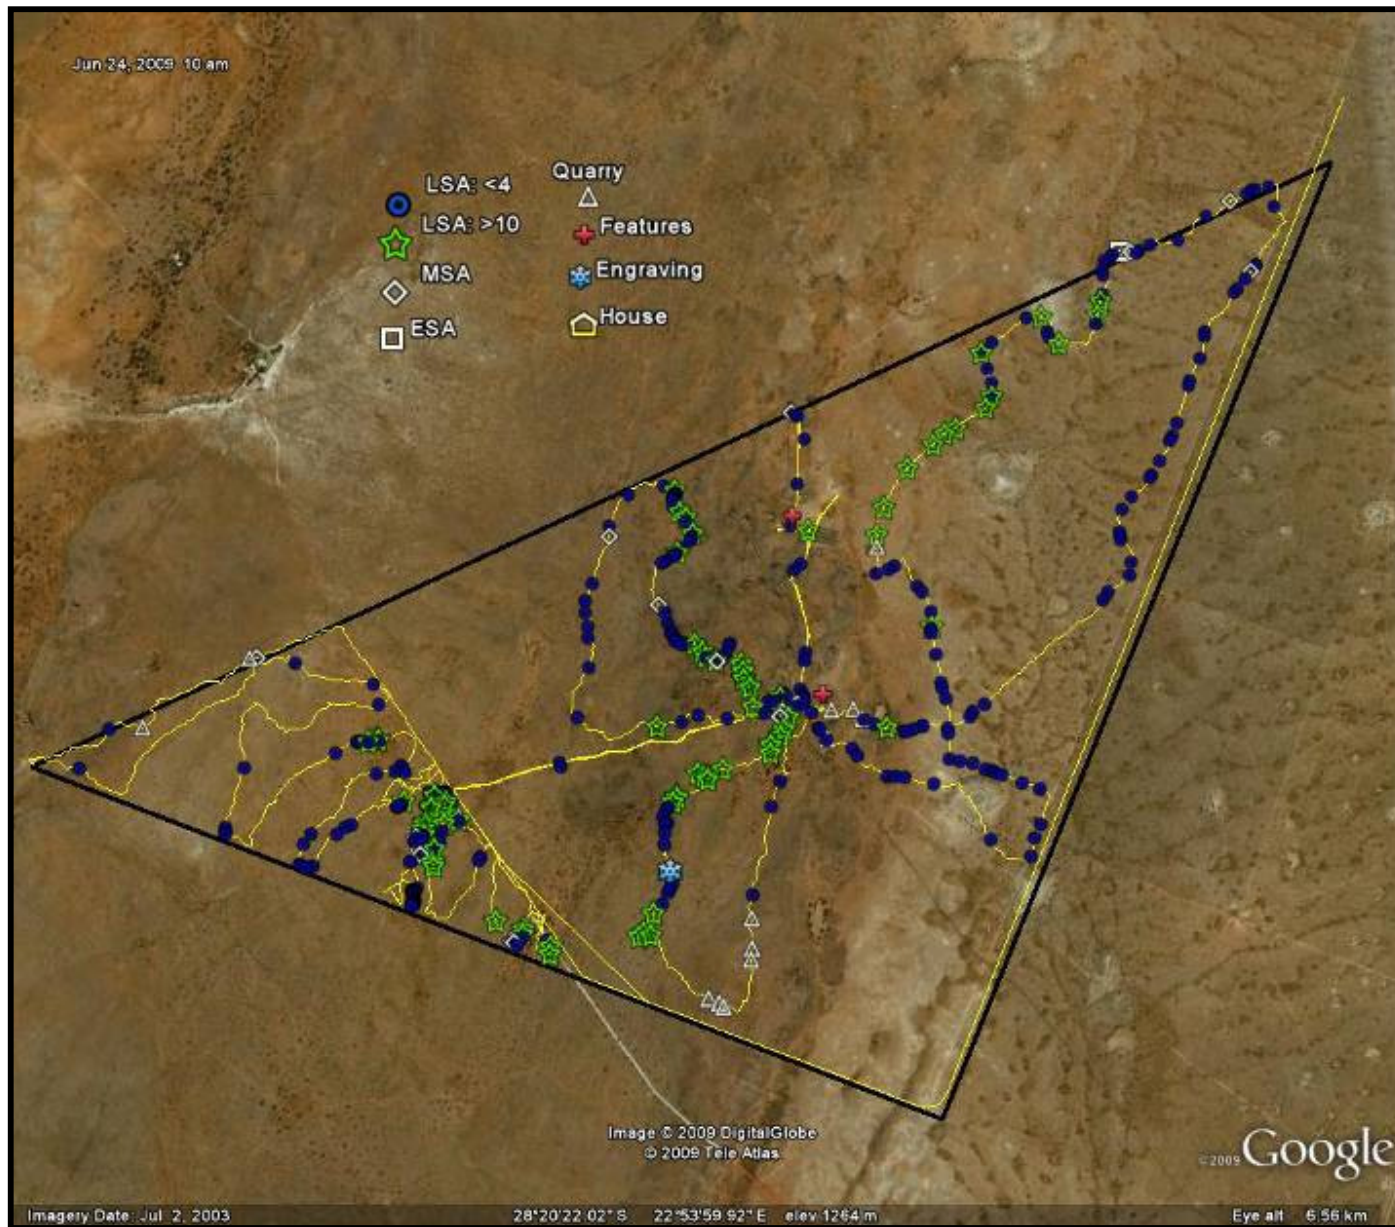 Jun 24, 2009 10 am
LSA: <4
LSA: >10
MSA
ESA
Quarry
Features
Engraving
House
Image © 2009 DigitalGlobe
© 2009 Tele Atlas
©2009 Google
Imagery Date: Jul 2, 2003
28°20'22.02" S 22°53'59.92" E elev 1264 m
Eye alt 6.56 km